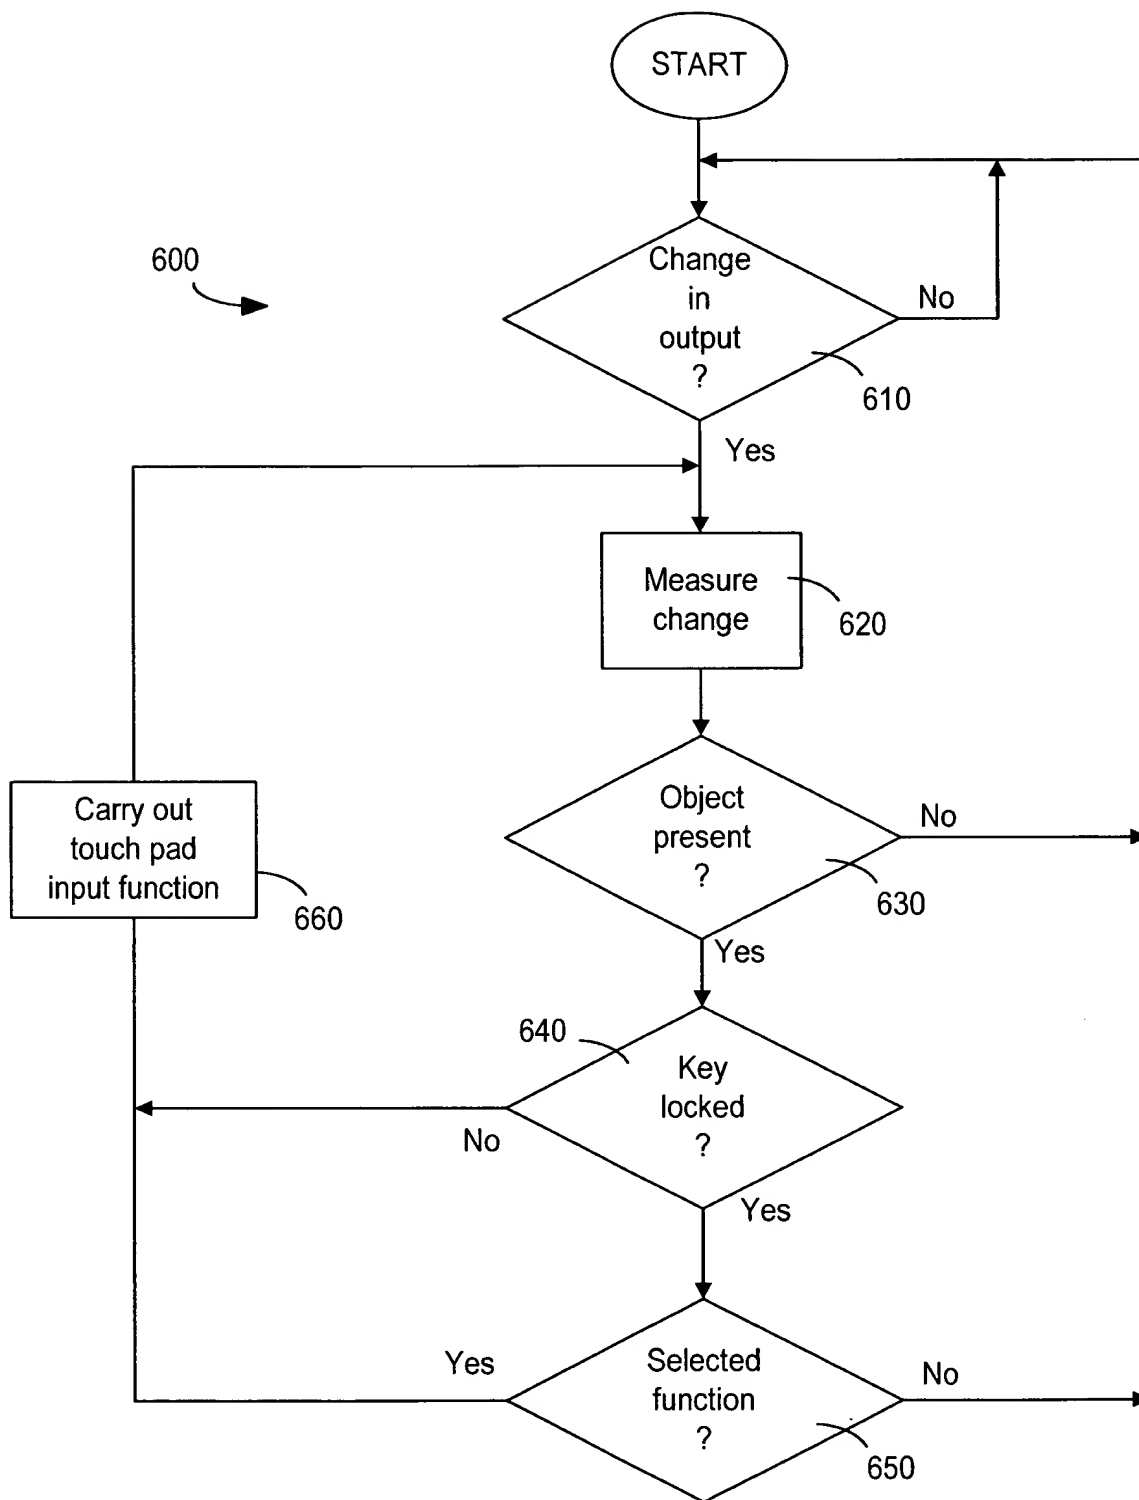 START
600
Change
in
output
?
No
610
Yes
Measure
change
620
Carry out
touch pad
input function
660
Object
present
?
No
630
Yes
640
Key
locked
?
No
Yes
Yes
Selected
function
?
No
650